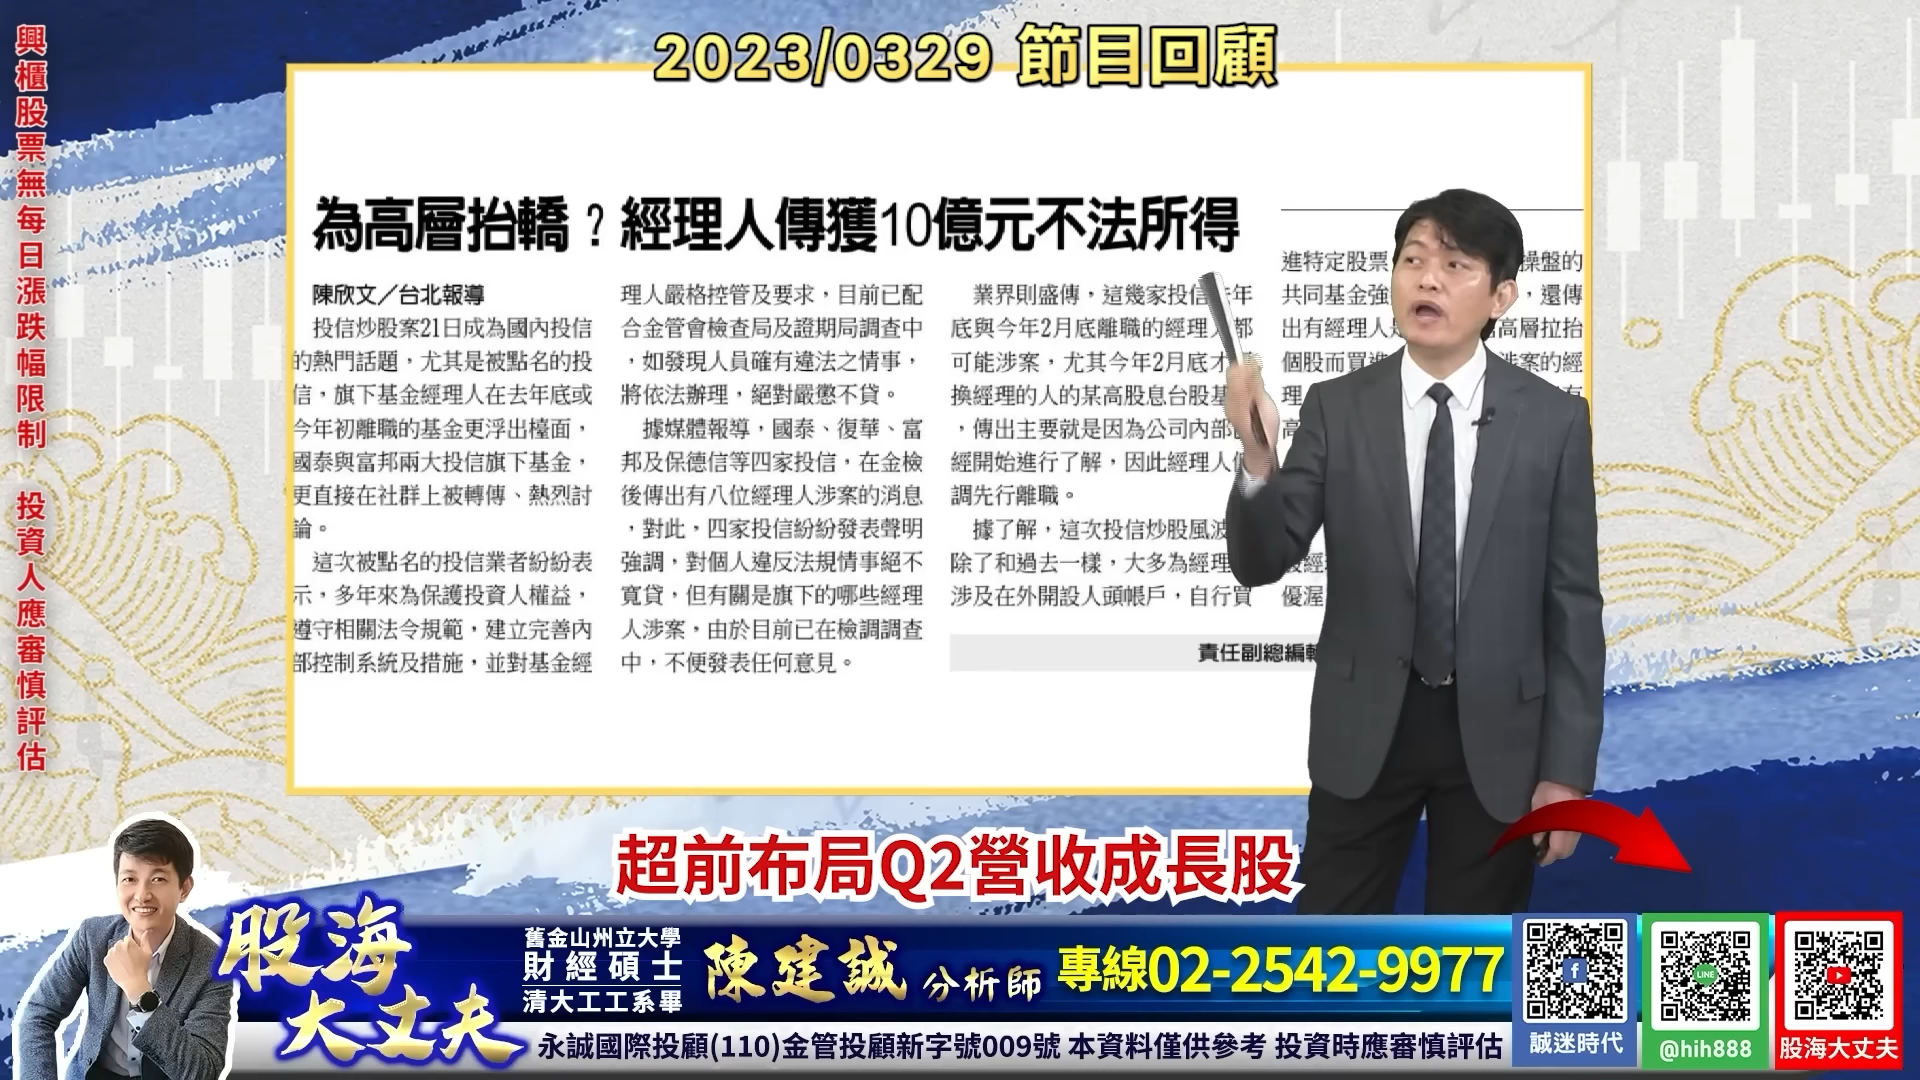 2023/0329 節目回顧
興櫃股票無每日漲跌幅限制 投資人應審慎評估
為高層抬轎？經理人傳獲10億元不法所得
陳欣文／台北報導
投信炒股案21日成為國內投信
的熱門話題，尤其是被點名的投
信，旗下基金經理人在去年底或
今年初離職的基金更浮出檯面，
國泰與富邦兩大投信旗下基金，
更直接在社群上被轉傳、熱烈討
論。
這次被點名的投信業者紛紛表
示，多年來為保護投資人權益，
遵守相關法令規範，建立完善內
部控制系統及措施，並對基金經
理人嚴格控管及要求，目前已配
合金管會檢查局及證期局調查中
，如發現人員確有違法之情事，
將依法辦理，絕對嚴懲不貸。
據媒體報導，國泰、復華、富
邦及保德信等四家投信，在金檢
後傳出有八位經理人涉案的消息
，對此，四家投信紛紛發表聲明
強調，對個人違反法規情事絕不
寬貸，但有關是旗下的哪些經理
人涉案，由於目前已在檢調調查
中，不便發表任何意見。
業界則盛傳，這幾家投信去年
底與今年2月底離職的經理人都
可能涉案，尤其今年2月底才
換經理的人的某高股息台股基
，傳出主要就是因為公司內部
經開始進行了解，因此經理人
調先行離職。
據了解，這次投信炒股風波
除了和過去一樣，大多為經理
涉及在外開設人頭帳戶，自行買
進特定股票 操盤的
共同基金強 ，還傳
出有經理人 高層拉抬
個股而買進 涉案的經
理
高
優渥
責任副總編輯
超前布局Q2營收成長股
股海
大丈夫
舊金山州立大學
財經碩士
清大工工系畢
陳建誠 分析師
專線02-2542-9977
永誠國際投顧(110)金管投顧新字號009號 本資料僅供參考 投資時應審慎評估
誠迷時代
LINE
@hih888
股海大丈夫